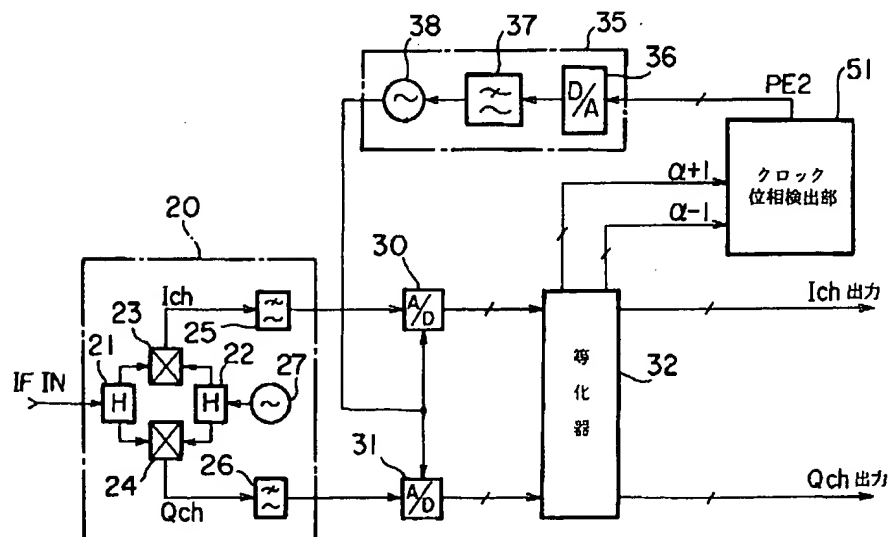 35
38
37
36
D/A
PE2
51
クロック
位相検出部
α+1
α-1
20
30
Ich
A/D
Ich 出力
23
25
21
22
27
IF IN
H
H
等化器
32
24
26
31
A/D
Qch
Qch 出力